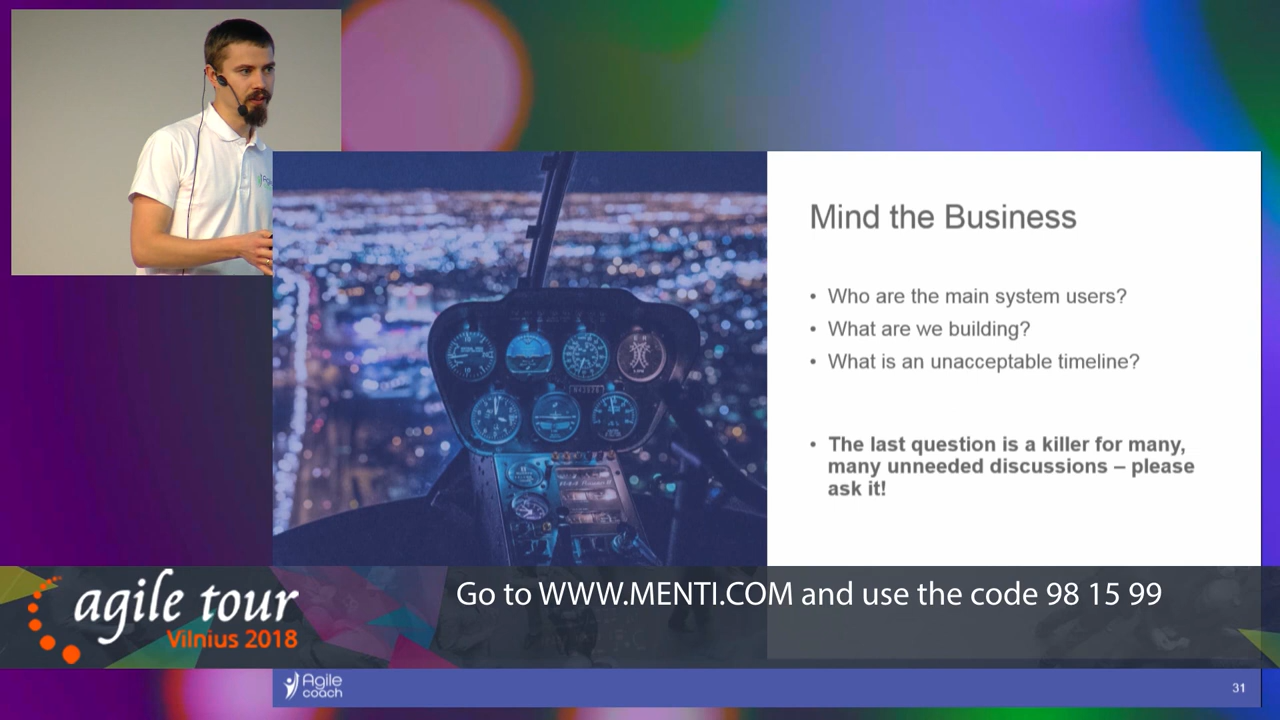 Mind the Business
• Who are the main system users?
• What are we building?
• What is an unacceptable timeline?
• The last question is a killer for many,
many unneeded discussions – please
ask it!
agile tour
Vilnius 2018
Go to WWW.MENTI.COM and use the code 98 15 99
Agile
coach
31